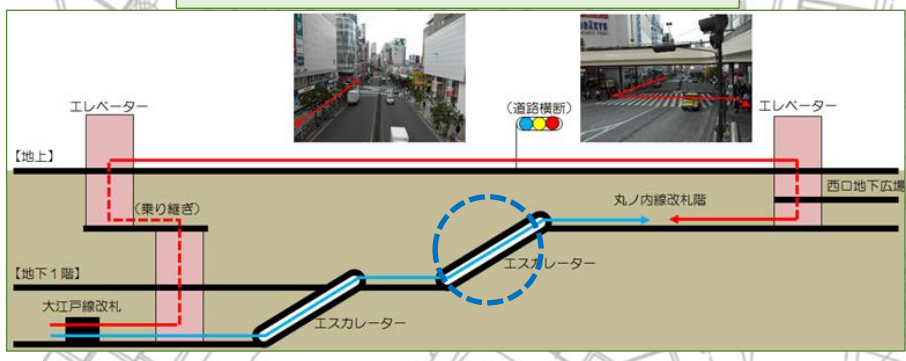 エレベーター
（道路横断）
エレベーター
【地上】
西口地下広場
（乗り継ぎ）
丸ノ内線改札階
エスカレーター
【地下１階】
大江戸線改札
エスカレーター